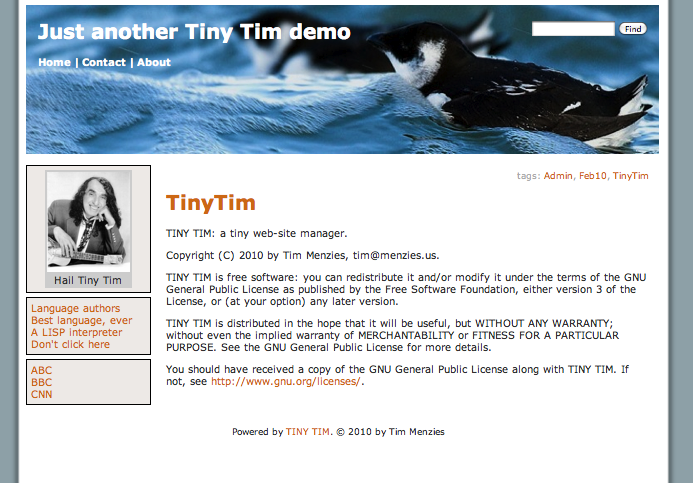 Just another Tiny Tim demo
Find
Home | Contact | About
tags: Admin, Feb10, TinyTim
TinyTim
TINY TIM: a tiny web-site manager.
Copyright (C) 2010 by Tim Menzies, tim@menzies.us.
TINY TIM is free software: you can redistribute it and/or modify it under the terms of the GNU
General Public License as published by the Free Software Foundation, either version 3 of the
License, or (at your option) any later version.
TINY TIM is distributed in the hope that it will be useful, but WITHOUT ANY WARRANTY;
without even the implied warranty of MERCHANTABILITY or FITNESS FOR A PARTICULAR
PURPOSE. See the GNU General Public License for more details.
You should have received a copy of the GNU General Public License along with TINY TIM. If
not, see http://www.gnu.org/licenses/.
Hail Tiny Tim
Language authors
Best language, ever
A LISP interpreter
Don't click here
ABC
BBC
CNN
Powered by TINY TIM. © 2010 by Tim Menzies